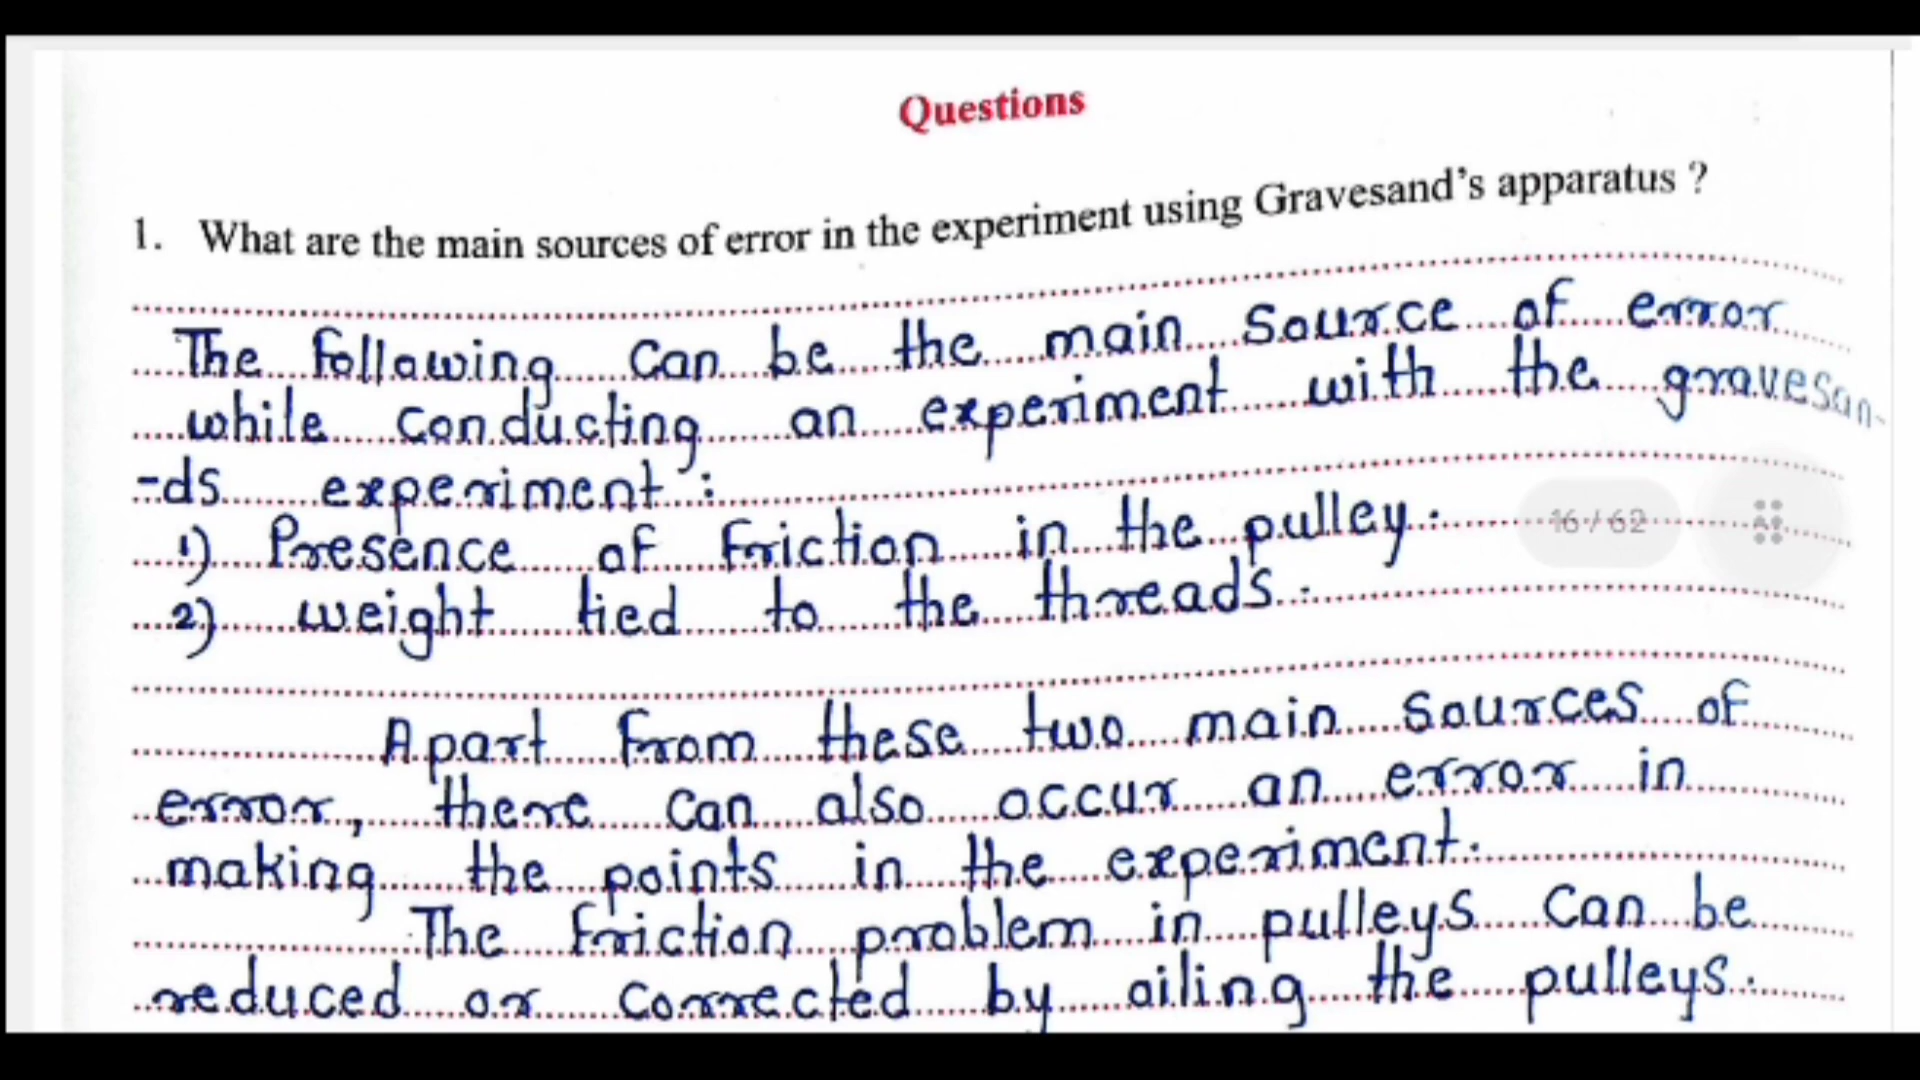 Questions
1. What are the main sources of error in the experiment using Gravesand's apparatus ?
The following can be the main source of error
while conducting an experiment with the gravesan-
-ds experiment :
1) Presence of friction in the pulley.
16 / 62
2) weight tied to the threads.
Apart from these two main sources of
error, there can also occur an error in
making the points in the experiment.
The friction problem in pulleys can be
reduced or corrected by oiling the pulleys.